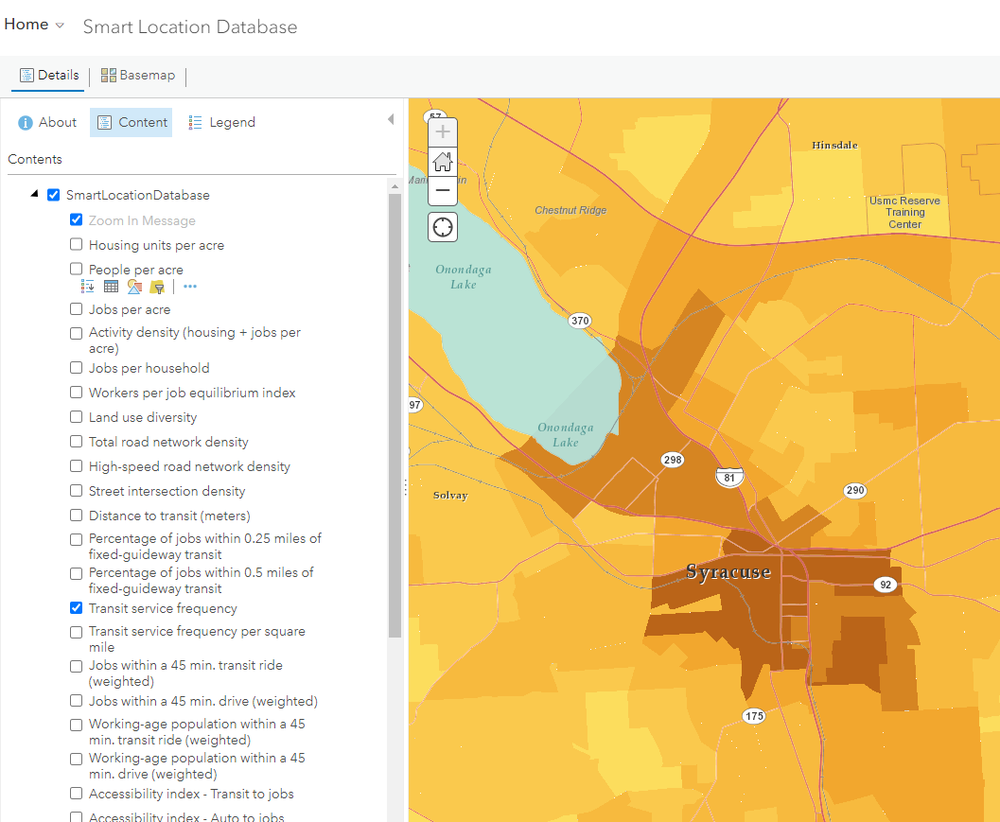 Home
Smart Location Database
Details
Basemap
About
Content
Legend
Contents
SmartLocationDatabase
Zoom In Message
Housing units per acre
People per acre
Jobs per acre
Activity density (housing + jobs per
acre)
Jobs per household
Workers per job equilibrium index
Land use diversity
Total road network density
High-speed road network density
Street intersection density
Distance to transit (meters)
Percentage of jobs within 0.25 miles of
fixed-guideway transit
Percentage of jobs within 0.5 miles of
fixed-guideway transit
Transit service frequency
Transit service frequency per square
mile
Jobs within a 45 min. transit ride
(weighted)
Jobs within a 45 min. drive (weighted)
Working-age population within a 45
min. transit ride (weighted)
Working-age population within a 45
min. drive (weighted)
Accessibility index - Transit to jobs
Accessibility index - Auto to jobs
57
Hinsdale
Chestnut Ridge
Usmc Reserve
Training
Center
Onondaga
Lake
370
97
Onondaga
Lake
298
81
290
Solvay
Syracuse
92
175